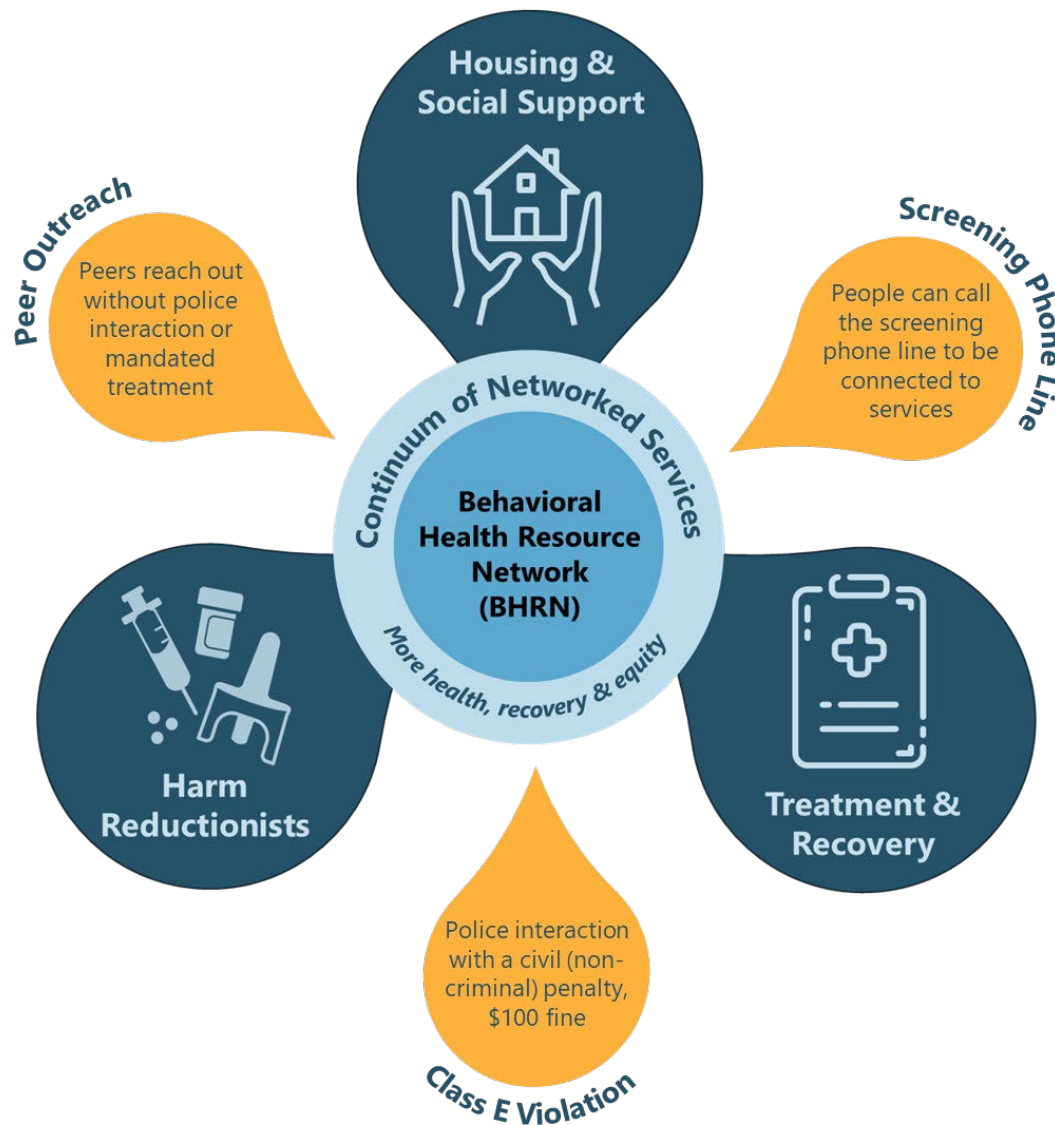 Housing &
Social Support
Peer Outreach
Peers reach out
without police
interaction or
mandated
treatment
Screening Phone Line
People can call
the screening
phone line to be
connected to
services
Continuum of Networked Services
Behavioral
Health Resource
Network
(BHRN)
More health, recovery & equity
Harm
Reductionists
Treatment &
Recovery
Police interaction
with a civil (non-
criminal) penalty,
$100 fine
Class E Violation